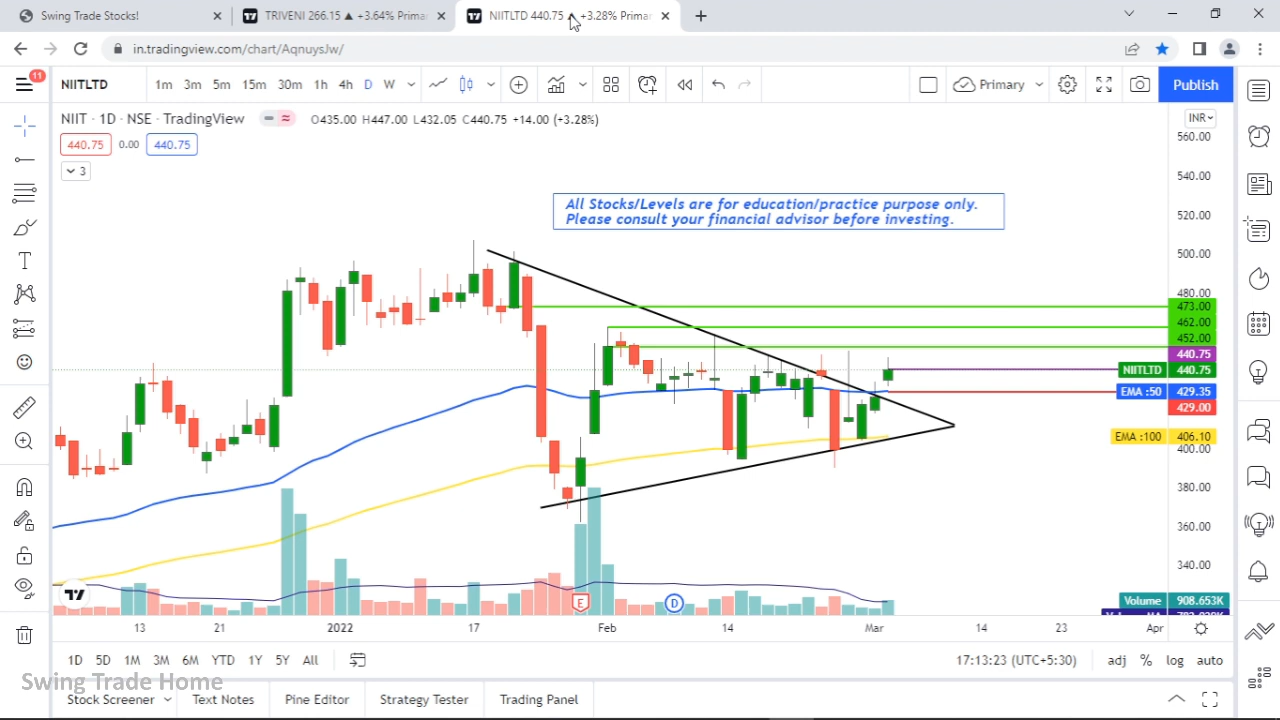 Swing Trade Stocks!
TRIVENI 266.15 ▲ +3.64% Prima
NIITLTD 440.75 ▲ +3.28% Primar
in.tradingview.com/chart/AqnuysJw/
11
NIITLTD
1m 3m 5m 15m 30m 1h 4h D W
Primary
Publish
NIIT · 1D · NSE · TradingView
O435.00 H447.00 L432.05 C440.75 +14.00 (+3.28%)
INR
440.75 0.00 440.75
3
All Stocks/Levels are for education/practice purpose only.
Please consult your financial advisor before investing.
560.00
540.00
520.00
500.00
480.00
473.00
462.00
452.00
440.75
NIITLTD 440.75
EMA :50 429.35
429.00
EMA :100 406.10
400.00
380.00
360.00
340.00
E
D
Volume 908.653K
13 21 2022 17 Feb 14 Mar 14 23 Apr
1D 5D 1M 3M 6M YTD 1Y 5Y All
17:13:23 (UTC+5:30) adj % log auto
Swing Trade Home
Stock Screener Text Notes Pine Editor Strategy Tester Trading Panel